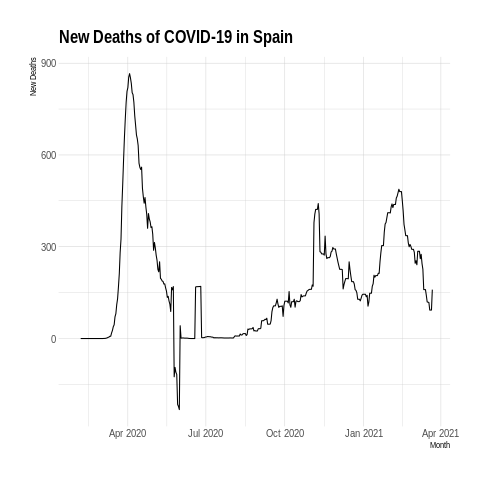 New Deaths of COVID-19 in Spain
New Deaths
900
600
300
0
Apr 2020 Jul 2020 Oct 2020 Jan 2021 Apr 2021
Month